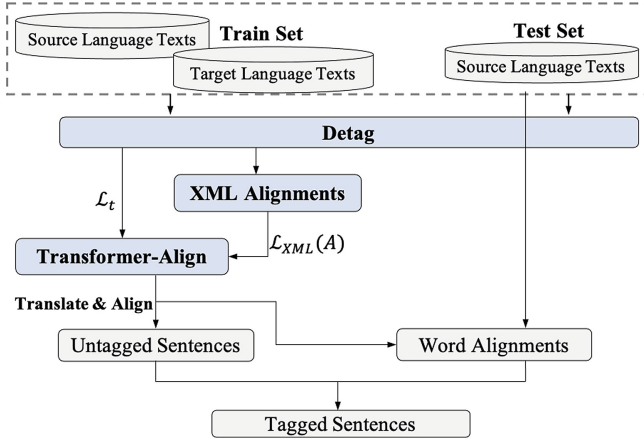 Train Set
Test Set
Source Language Texts
Target Language Texts
Source Language Texts
Detag
ℒₜ
XML Alignments
ℒ_XML(A)
Transformer-Align
Translate & Align
Untagged Sentences
Word Alignments
Tagged Sentences